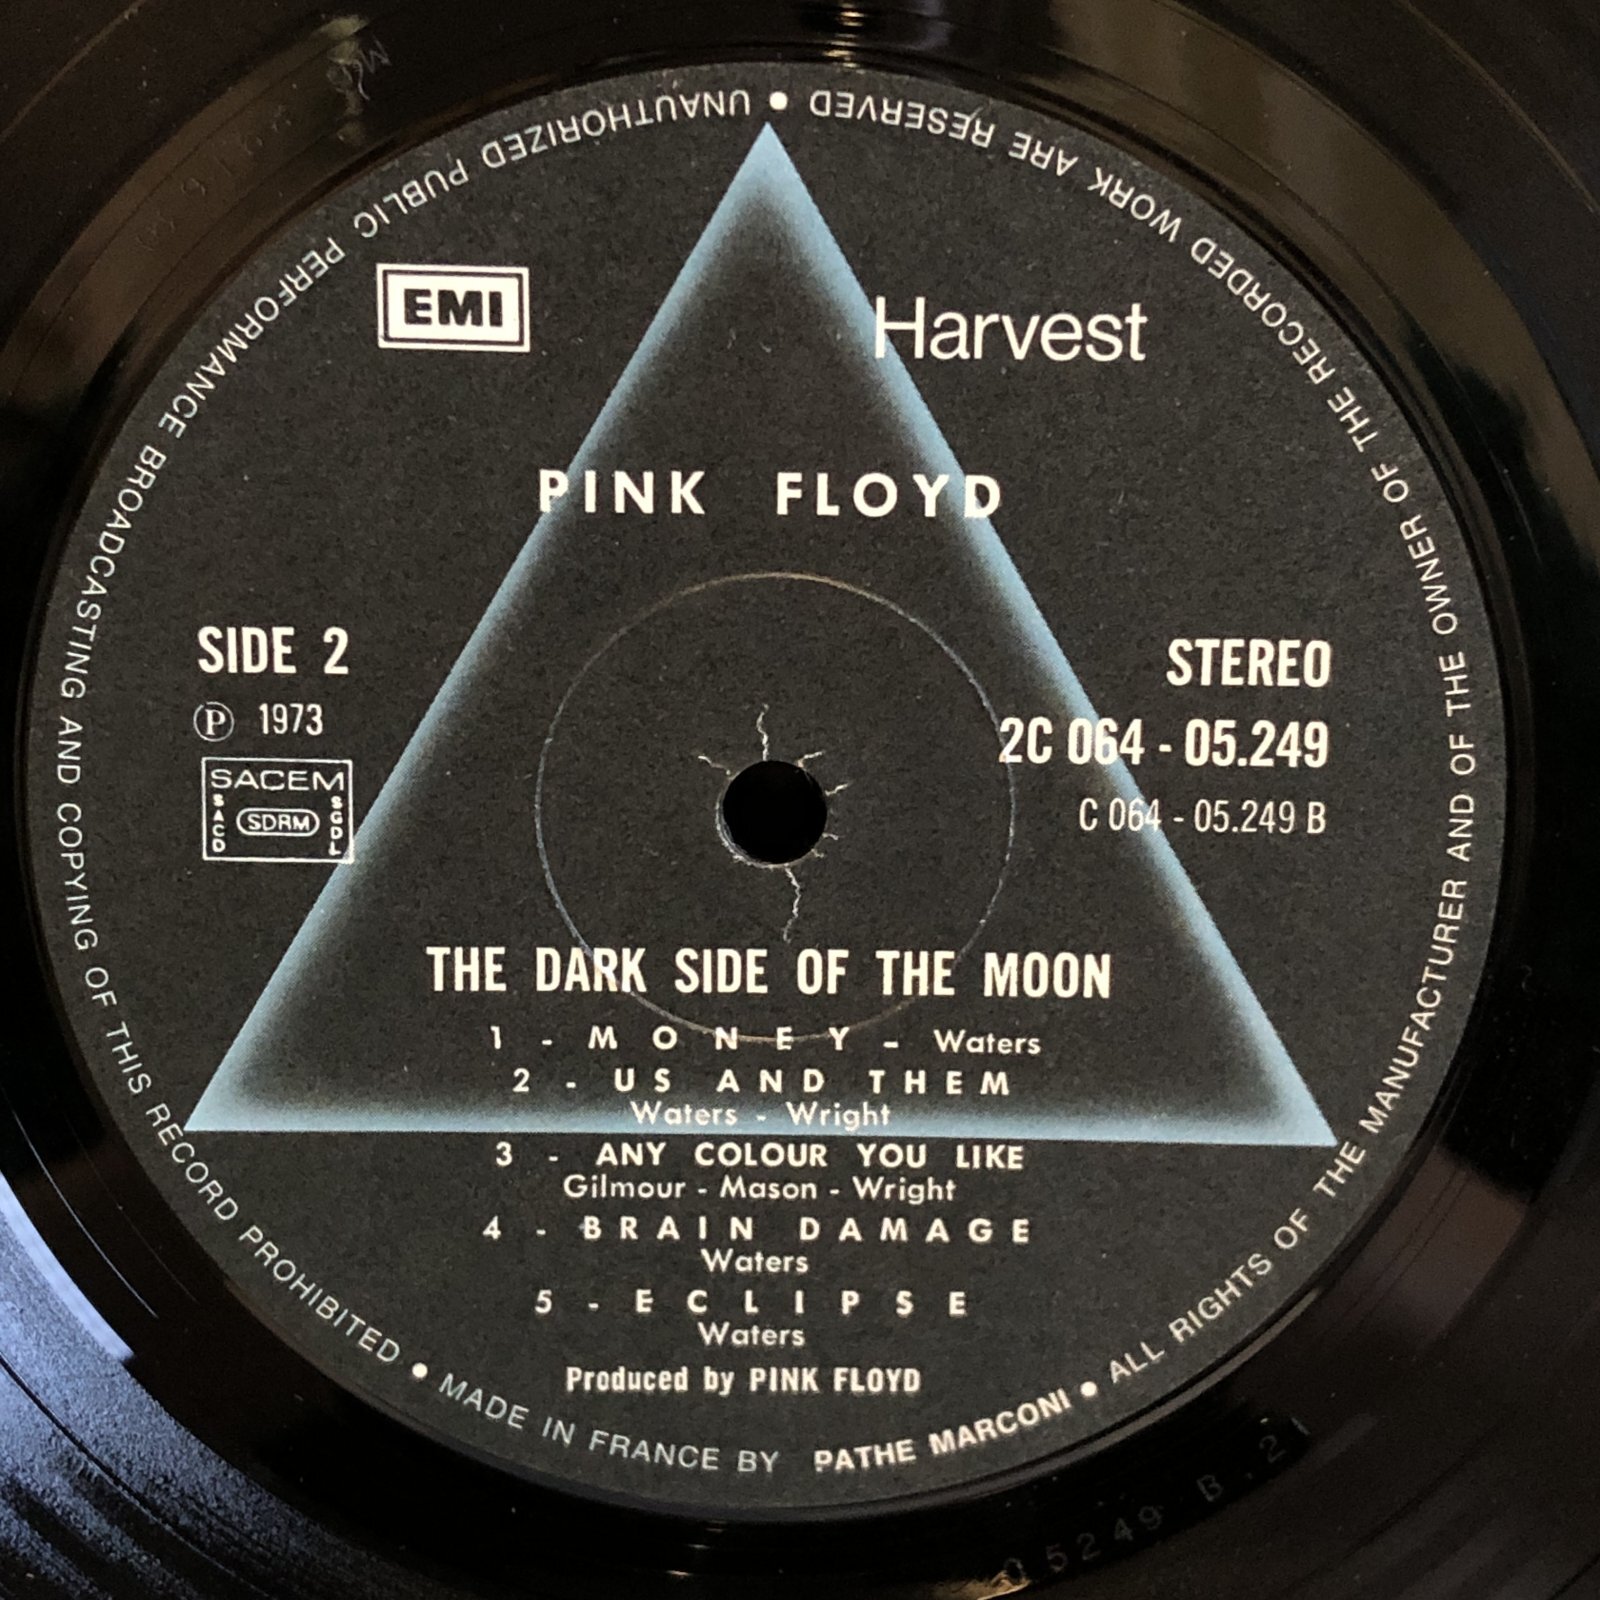 UNAUTHORIZED PUBLIC PERFORMANCE BROADCASTING AND COPYING OF THIS RECORD PROHIBITED • MADE IN FRANCE BY PATHE MARCONI • ALL RIGHTS OF THE MANUFACTURER AND OF THE OWNER OF THE RECORDED WORK ARE RESERVED •
EMI
Harvest
PINK FLOYD
SIDE 2
STEREO
Ⓟ 1973
2C 064 - 05.249
SACEM
SACD
SDRM
SGDL
C 064 - 05.249 B
THE DARK SIDE OF THE MOON
1 - MONEY - Waters
2 - US AND THEM
Waters - Wright
3 - ANY COLOUR YOU LIKE
Gilmour - Mason - Wright
4 - BRAIN DAMAGE
Waters
5 - ECLIPSE
Waters
Produced by PINK FLOYD
05249 B.21